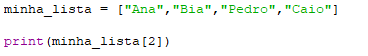 minha_lista = ["Ana","Bia","Pedro","Caio"]
print(minha_lista[2])